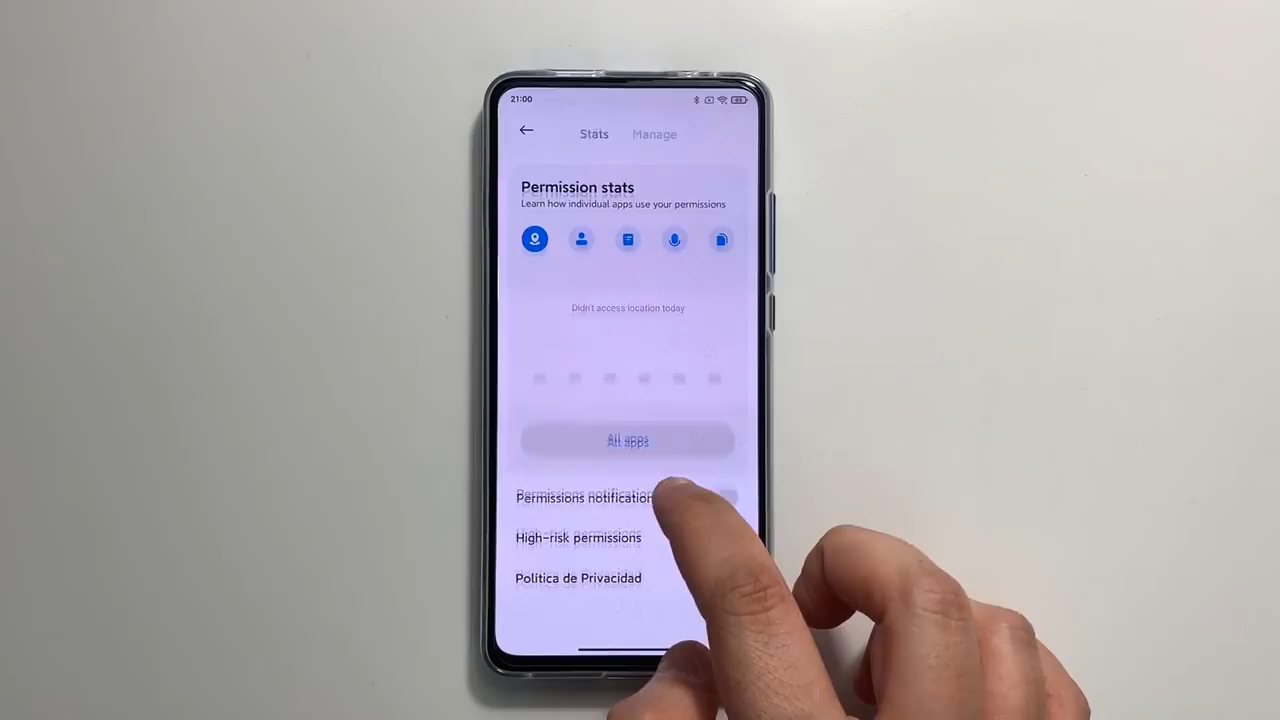 21:00
Stats Manage
Permission stats
Learn how individual apps use your permissions
Didn't access location today
All apps
Permissions notification
High-risk permissions
Política de Privacidad